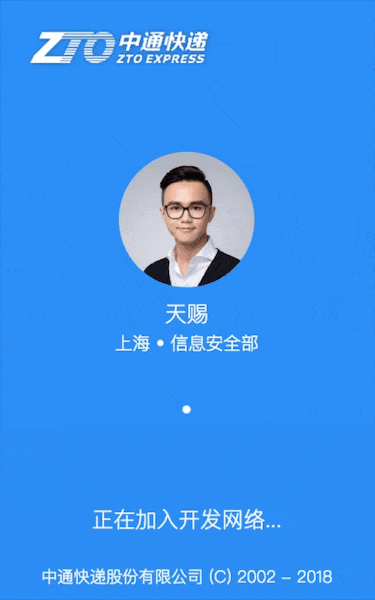 ZTO 中通快递
ZTO EXPRESS
天赐
上海 • 信息安全部
正在加入开发网络...
中通快递股份有限公司 (C) 2002 - 2018